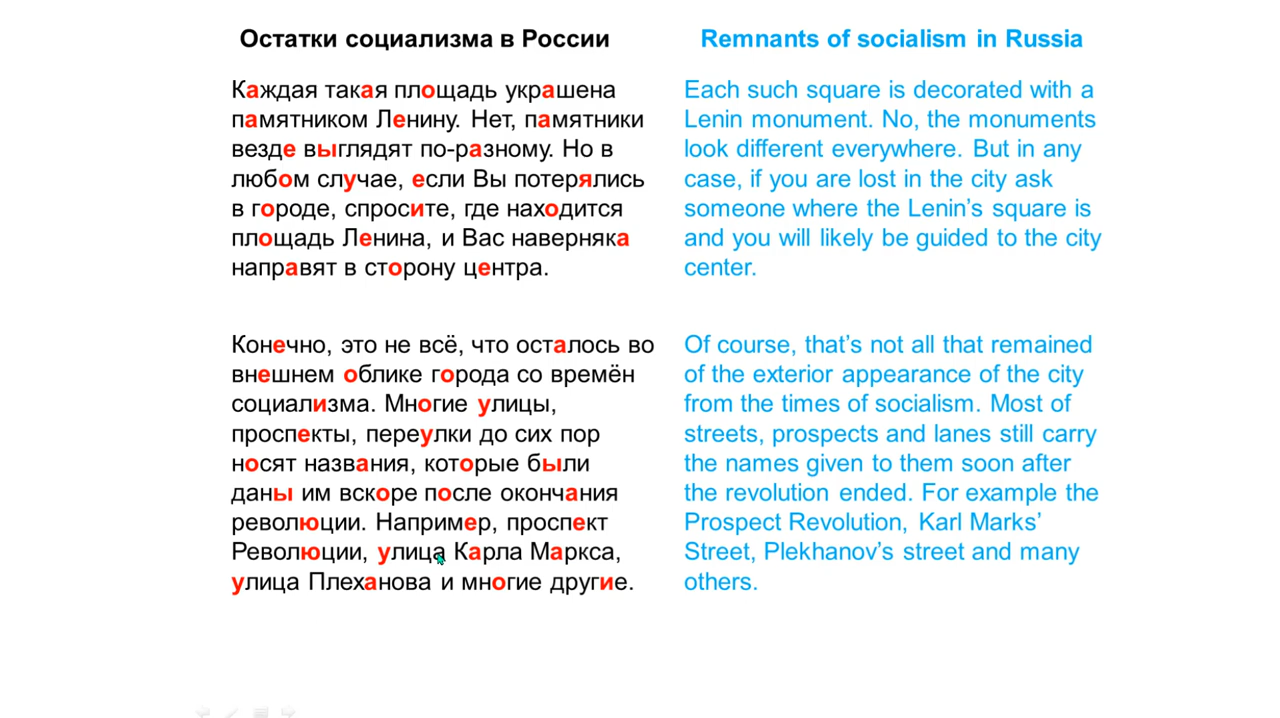 Остатки социализма в России
Каждая такая площадь украшена
памятником Ленину. Нет, памятники
везде выглядят по-разному. Но в
любом случае, если Вы потерялись
в городе, спросите, где находится
площадь Ленина, и Вас наверняка
направят в сторону центра.
Конечно, это не всё, что осталось во
внешнем облике города со времён
социализма. Многие улицы,
проспекты, переулки до сих пор
носят названия, которые были
даны им вскоре после окончания
революции. Например, проспект
Революции, улица Карла Маркса,
улица Плеханова и многие другие.
Remnants of socialism in Russia
Each such square is decorated with a
Lenin monument. No, the monuments
look different everywhere. But in any
case, if you are lost in the city ask
someone where the Lenin's square is
and you will likely be guided to the city
center.
Of course, that's not all that remained
of the exterior appearance of the city
from the times of socialism. Most of
streets, prospects and lanes still carry
the names given to them soon after
the revolution ended. For example the
Prospect Revolution, Karl Marks'
Street, Plekhanov's street and many
others.